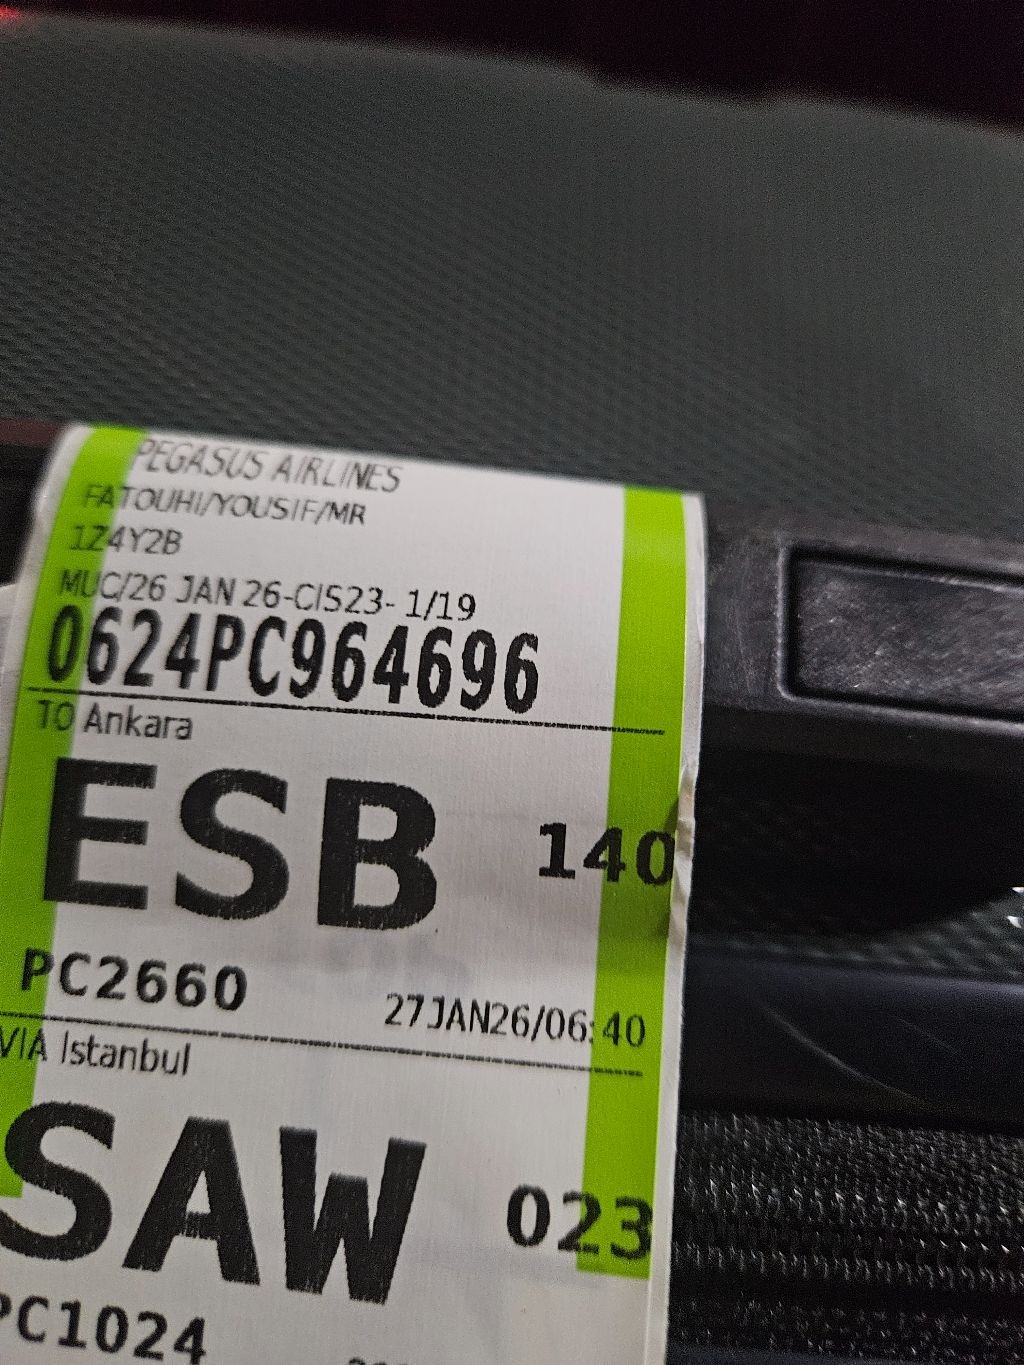 PEGASUS AIRLINES
FATOUHI/YOUSIF/MR
1Z4Y2B
MUC/26 JAN 26-CIS23- 1/19
0624PC964696
TO Ankara
ESB 140
PC2660 27JAN26/06:40
VIA Istanbul
SAW 023
PC1024